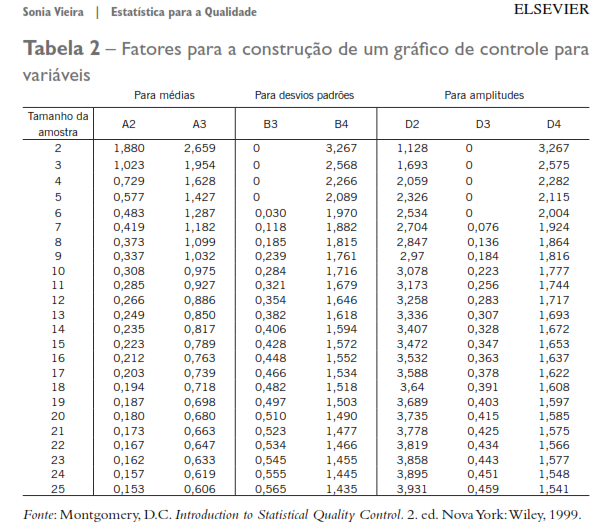 Sonia Vieira | Estatística para a Qualidade ELSEVIER
Tabela 2 – Fatores para a construção de um gráfico de controle para
variáveis
Para médias Para desvios padrões Para amplitudes
Tamanho da
amostra A2 A3 B3 B4 D2 D3 D4
2 1,880 2,659 0 3,267 1,128 0 3,267
3 1,023 1,954 0 2,568 1,693 0 2,575
4 0,729 1,628 0 2,266 2,059 0 2,282
5 0,577 1,427 0 2,089 2,326 0 2,115
6 0,483 1,287 0,030 1,970 2,534 0 2,004
7 0,419 1,182 0,118 1,882 2,704 0,076 1,924
8 0,373 1,099 0,185 1,815 2,847 0,136 1,864
9 0,337 1,032 0,239 1,761 2,97 0,184 1,816
10 0,308 0,975 0,284 1,716 3,078 0,223 1,777
11 0,285 0,927 0,321 1,679 3,173 0,256 1,744
12 0,266 0,886 0,354 1,646 3,258 0,283 1,717
13 0,249 0,850 0,382 1,618 3,336 0,307 1,693
14 0,235 0,817 0,406 1,594 3,407 0,328 1,672
15 0,223 0,789 0,428 1,572 3,472 0,347 1,653
16 0,212 0,763 0,448 1,552 3,532 0,363 1,637
17 0,203 0,739 0,466 1,534 3,588 0,378 1,622
18 0,194 0,718 0,482 1,518 3,64 0,391 1,608
19 0,187 0,698 0,497 1,503 3,689 0,403 1,597
20 0,180 0,680 0,510 1,490 3,735 0,415 1,585
21 0,173 0,663 0,523 1,477 3,778 0,425 1,575
22 0,167 0,647 0,534 1,466 3,819 0,434 1,566
23 0,162 0,633 0,545 1,455 3,858 0,443 1,577
24 0,157 0,619 0,555 1,445 3,895 0,451 1,548
25 0,153 0,606 0,565 1,435 3,931 0,459 1,541
Fonte: Montgomery, D.C. Introduction to Statistical Quality Control. 2. ed. Nova York: Wiley, 1999.